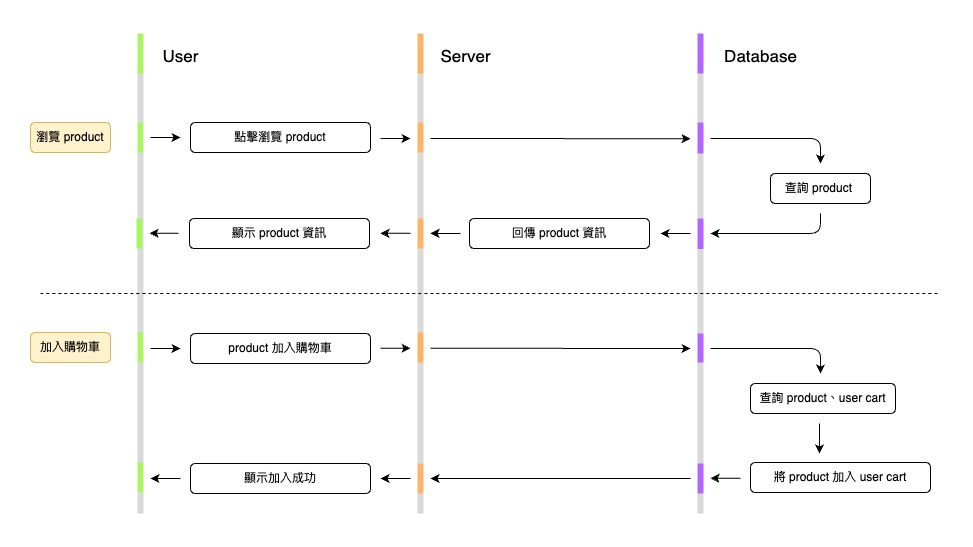 User
Server
Database
瀏覽 product
點擊瀏覽 product
查詢 product
顯示 product 資訊
回傳 product 資訊
加入購物車
product 加入購物車
查詢 product、user cart
顯示加入成功
將 product 加入 user cart